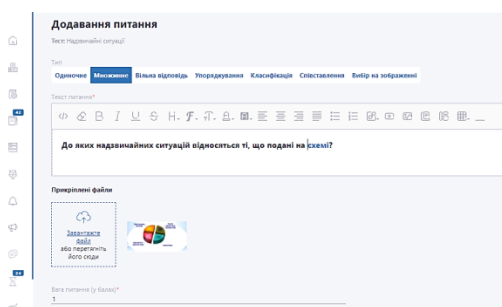 Додавання питання
Тест: Надзвичайні ситуації
Тип
Одиночне Множинне Вільна відповідь Упорядкування Класифікація Співставлення Вибір на зображенні
Текст питання*
До яких надзвичайних ситуацій відносяться ті, що подані на схемі?
Прикріплені файли
Завантажте
файл
або перетягніть
його сюди
Вага питання (у балах)*
1